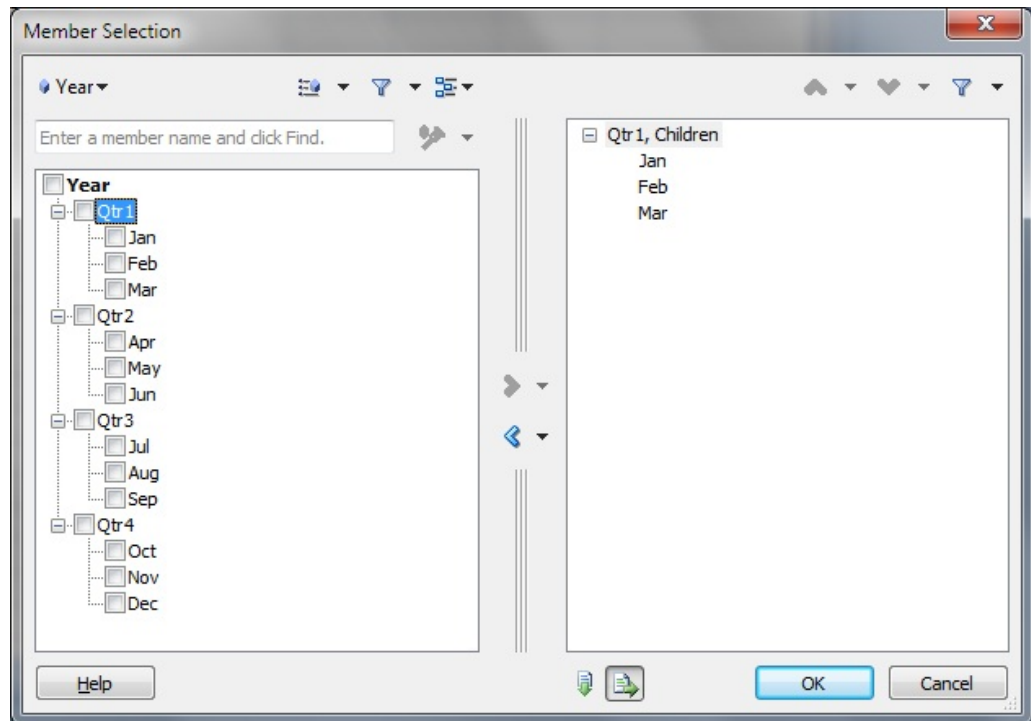 Member Selection
Year
Enter a member name and click Find.
Year
Qtr1
Jan
Feb
Mar
Qtr2
Apr
May
Jun
Qtr3
Jul
Aug
Sep
Qtr4
Oct
Nov
Dec
Qtr1, Children
Jan
Feb
Mar
Help
OK
Cancel